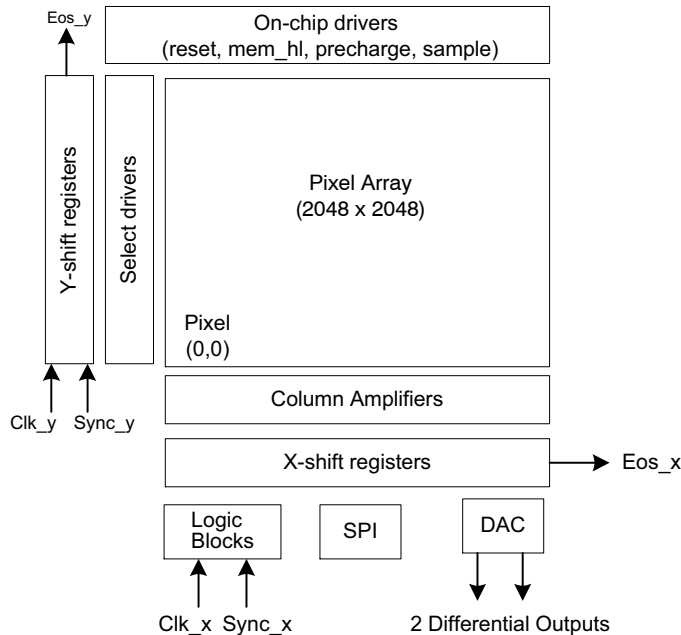 Eos_y
On-chip drivers
(reset, mem_hl, precharge, sample)
Y-shift registers
Select drivers
Pixel Array
(2048 x 2048)
Pixel
(0,0)
Clk_y
Sync_y
Column Amplifiers
X-shift registers
Eos_x
Logic
Blocks
SPI
DAC
Clk_x
Sync_x
2 Differential Outputs